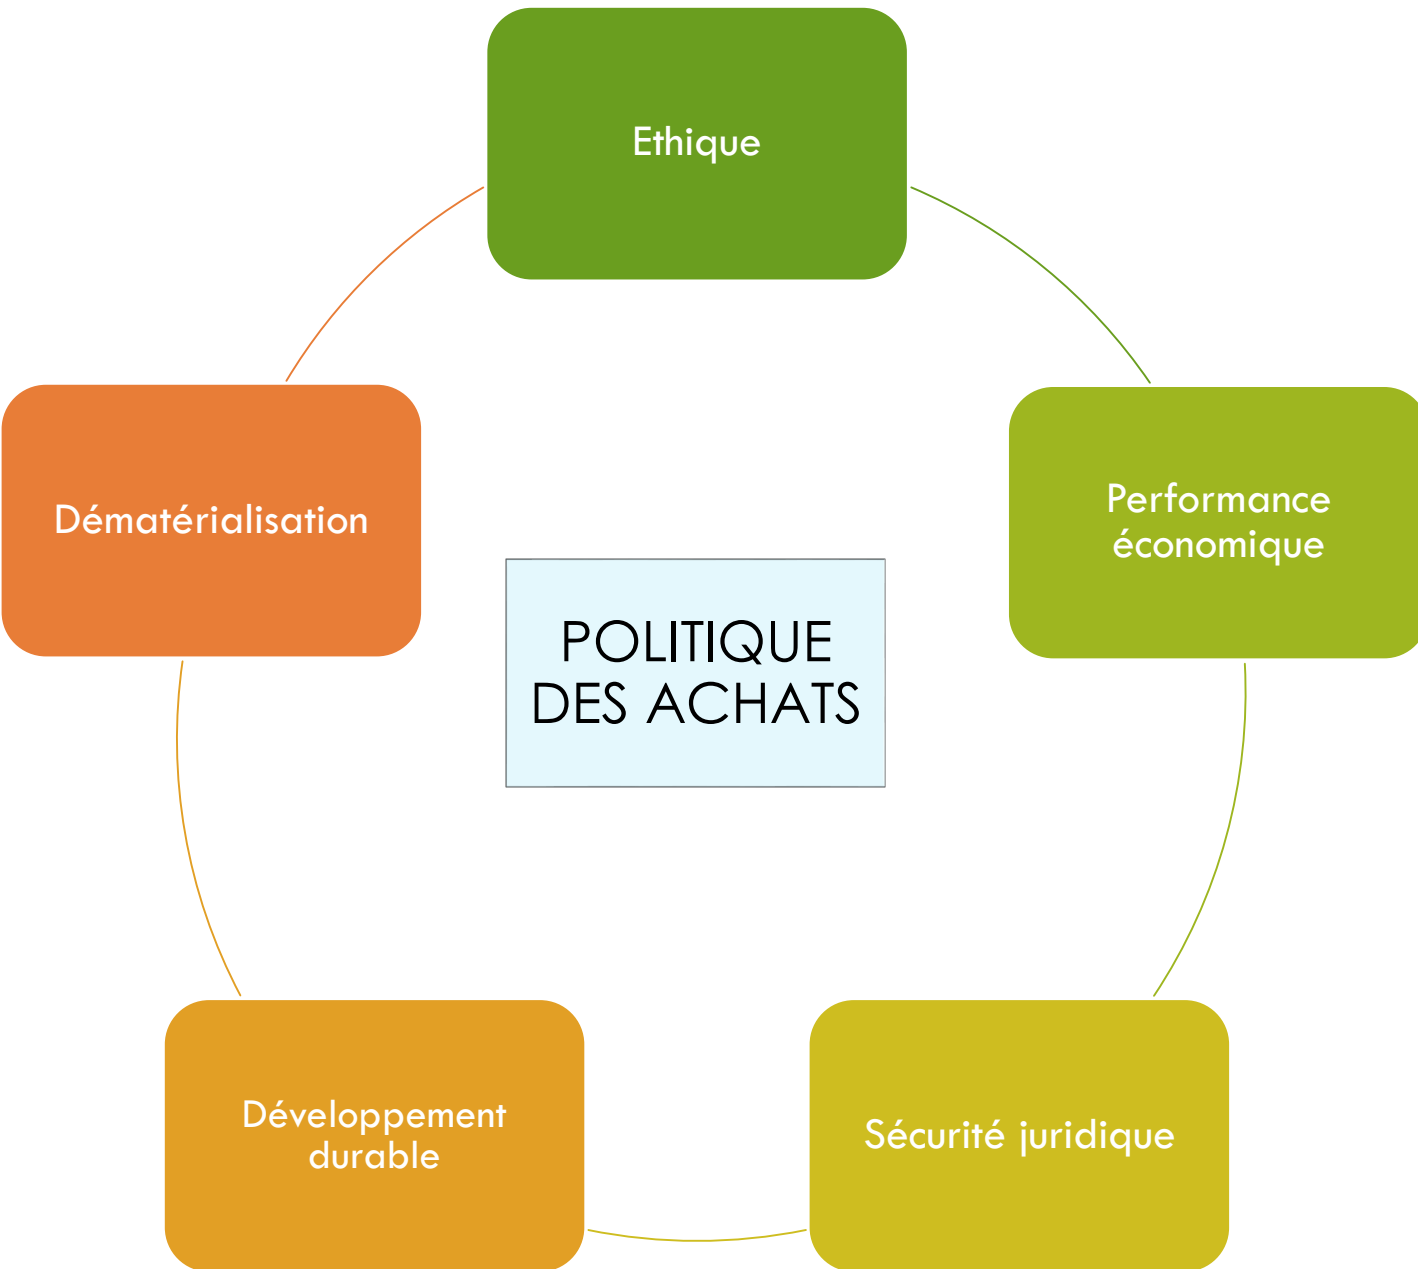 Ethique
Dématérialisation
Performance
économique
POLITIQUE
DES ACHATS
Développement
durable
Sécurité juridique